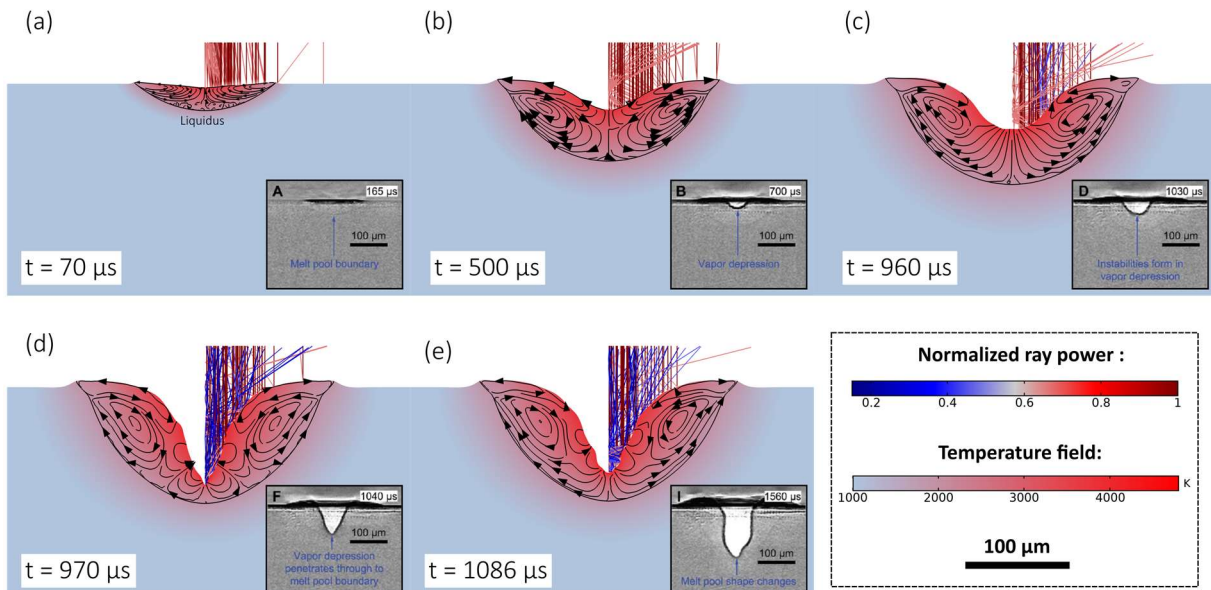 (a)
Liquidus
A
165 µs
100 µm
Melt pool boundary
t = 70 µs
(b)
B
700 µs
100 µm
Vapor depression
t = 500 µs
(c)
D
1030 µs
100 µm
Instabilities form in
vapor depression
t = 960 µs
(d)
F
1040 µs
100 µm
Vapor depression
penetrates through to
melt pool boundary
t = 970 µs
(e)
I
1560 µs
100 µm
Melt pool shape changes
t = 1086 µs
Normalized ray power :
0.2 0.4 0.6 0.8 1
Temperature field:
K
1000 2000 3000 4000
100 µm